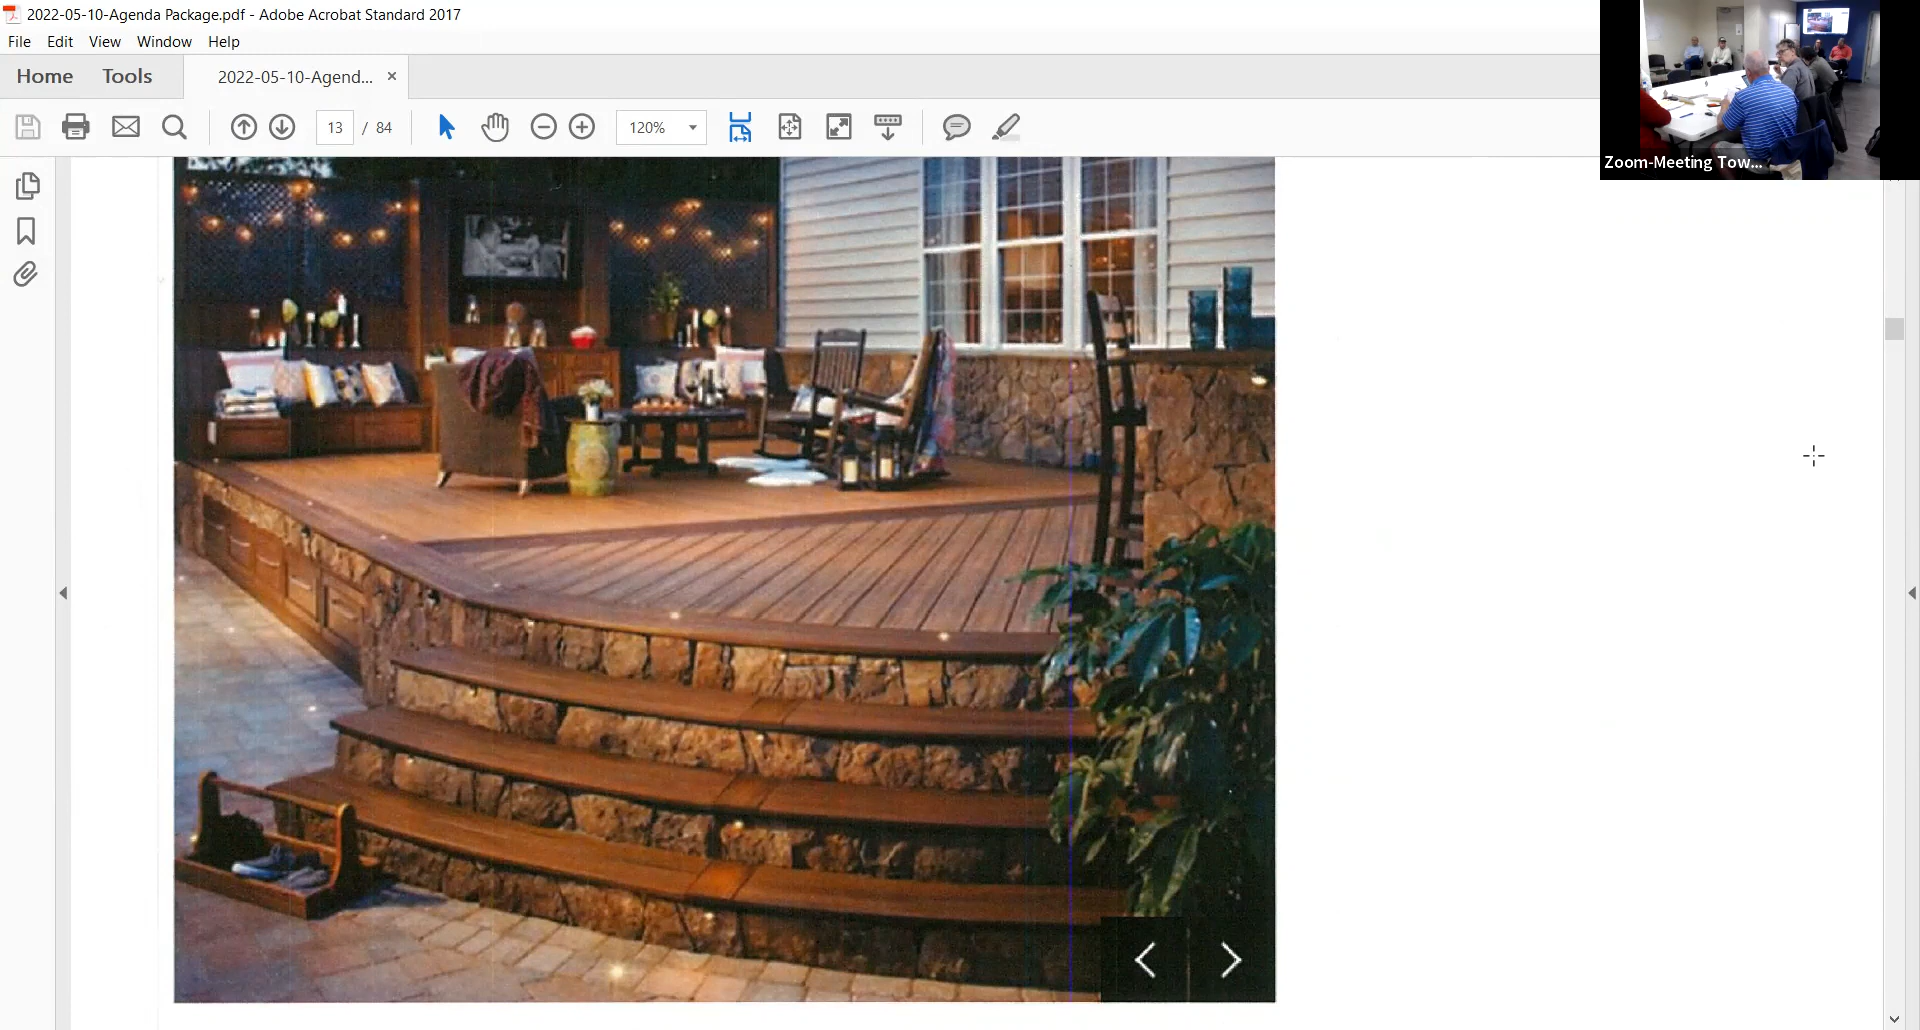 2022-05-10-Agenda Package.pdf - Adobe Acrobat Standard 2017
File Edit View Window Help
Home Tools 2022-05-10-Agend... ×
13 / 84 120%
Zoom-Meeting Tow...